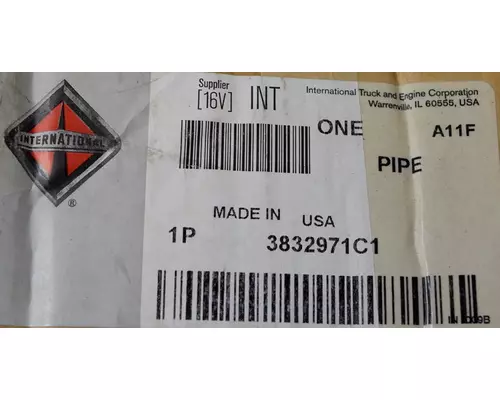 Supplier
[16V] INT
International Truck and Engine Corporation
Warrenville, IL 60555, USA
INTERNATIONAL
®
ONE
A11F
PIPE
MADE IN USA
1P 3832971C1